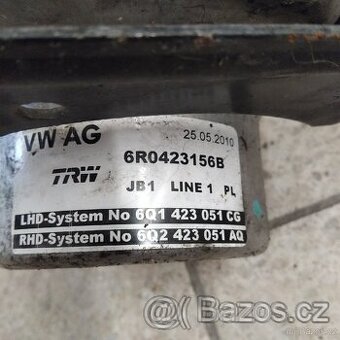 VW AG
25.05.2010
6R0423156B
TRW
JB1 LINE 1 PL
LHD-System No 6Q1 423 051 CG
RHD-System No 6Q2 423 051 AQ
Bazos.cz